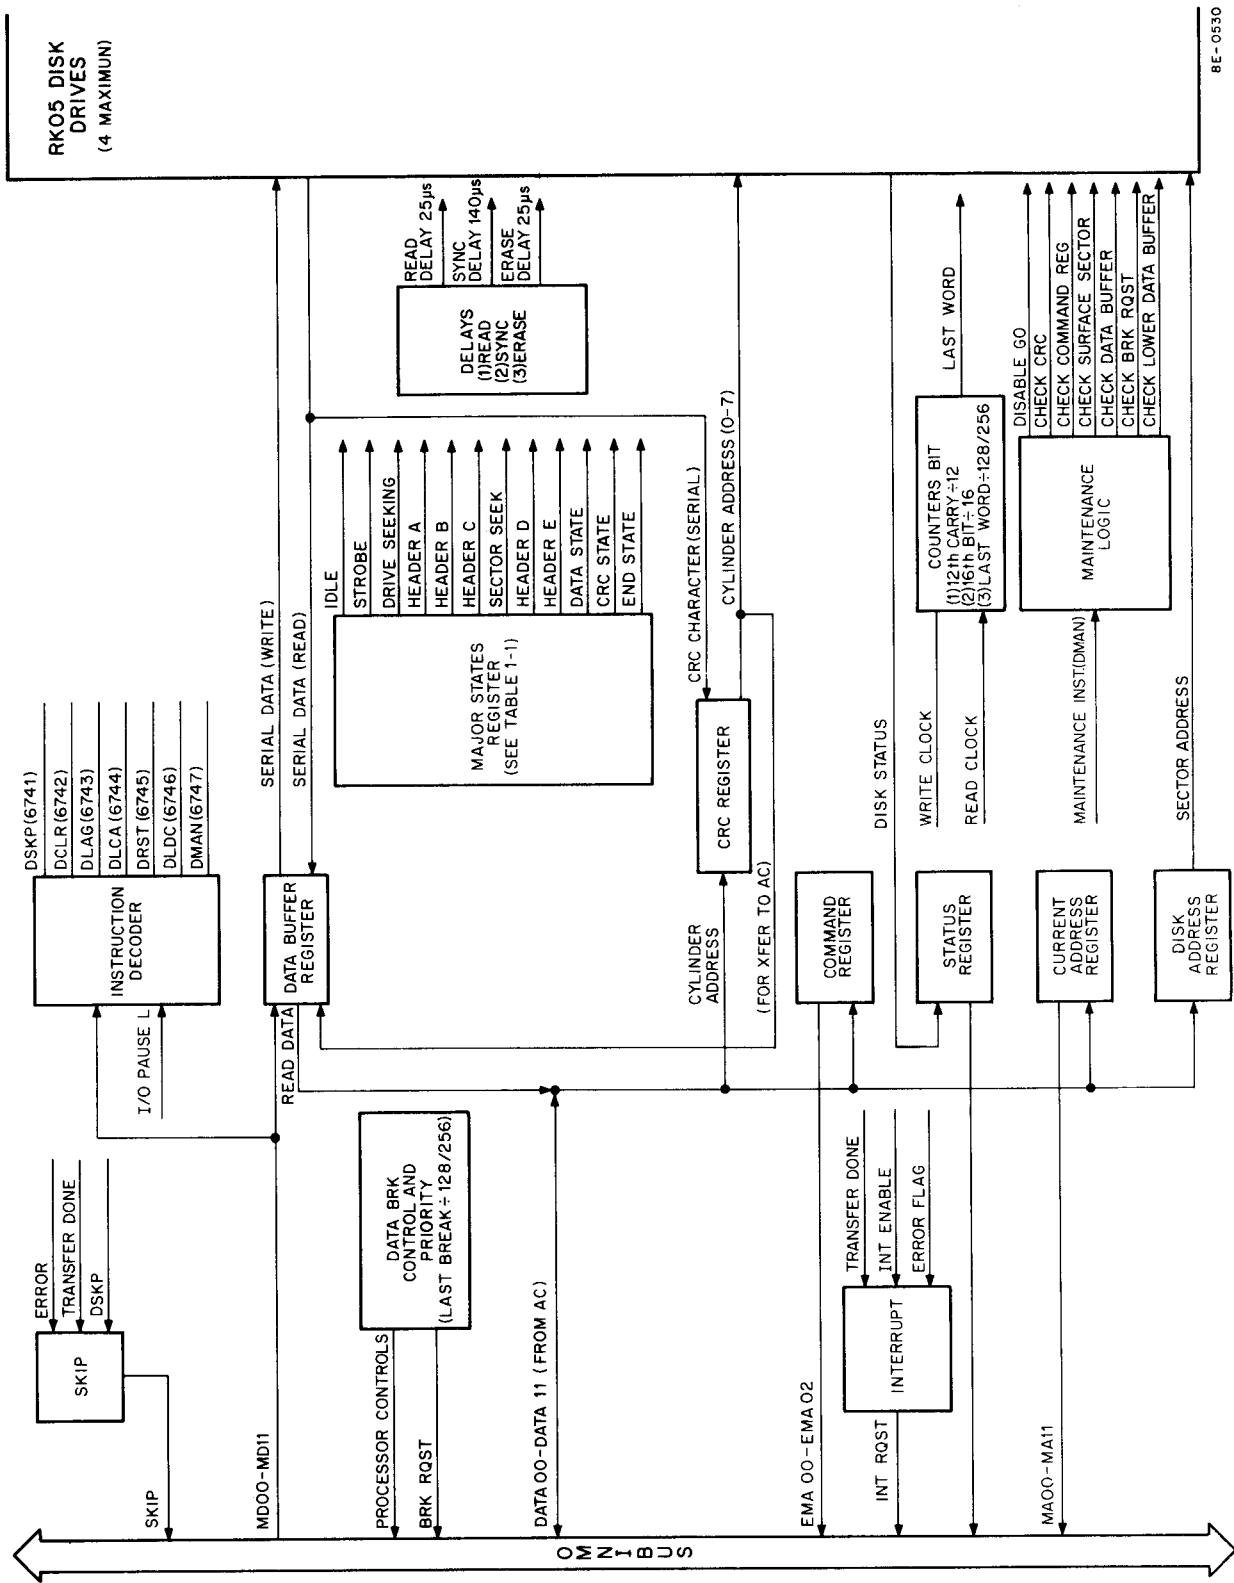 RK05 DISK
DRIVES
(4 MAXIMUN)
8E-0530
DSKP(6741)
DCLR(6742)
DLAG(6743)
DLCA(6744)
DRST(6745)
DLDC(6746)
DMAN(6747)
INSTRUCTION
DECODER
I/O PAUSE L
ERROR
TRANSFER DONE
DSKP
SKIP
SKIP
MD00-MD11
SERIAL DATA (WRITE)
SERIAL DATA (READ)
DATA BUFFER
REGISTER
READ DATA
READ
DELAY 25µs
SYNC
DELAY 140µs
ERASE
DELAY 25µs
DELAYS
(1)READ
(2)SYNC
(3)ERASE
IDLE
STROBE
DRIVE SEEKING
HEADER A
HEADER B
HEADER C
SECTOR SEEK
HEADER D
HEADER E
DATA STATE
CRC STATE
END STATE
MAJOR STATES
REGISTER
(SEE TABLE 1-1)
DATA BRK
CONTROL AND
PRIORITY
(LAST BREAK ÷ 128/256)
PROCESSOR CONTROLS
BRK RQST
DATA 00-DATA 11 (FROM AC)
OMNIBUS
CRC CHARACTER (SERIAL)
CYLINDER ADDRESS (0-7)
CRC REGISTER
CYLINDER
ADDRESS
(FOR XFER TO AC)
COMMAND
REGISTER
EMA 00-EMA 02
DISK STATUS
STATUS
REGISTER
TRANSFER DONE
INT ENABLE
ERROR FLAG
INTERRUPT
INT RQST
WRITE CLOCK
READ CLOCK
COUNTERS BIT
(1)12th CARRY ÷12
(2)16th BIT ÷ 16
(3)LAST WORD ÷128/256
LAST WORD
DISABLE GO
CHECK CRC
CHECK COMMAND REG
CHECK SURFACE SECTOR
CHECK DATA BUFFER
CHECK BRK RQST
CHECK LOWER DATA BUFFER
MAINTENANCE
LOGIC
MAINTENANCE INST.(DMAN)
CURRENT
ADDRESS
REGISTER
MA00-MA11
SECTOR ADDRESS
DISK
ADDRESS
REGISTER